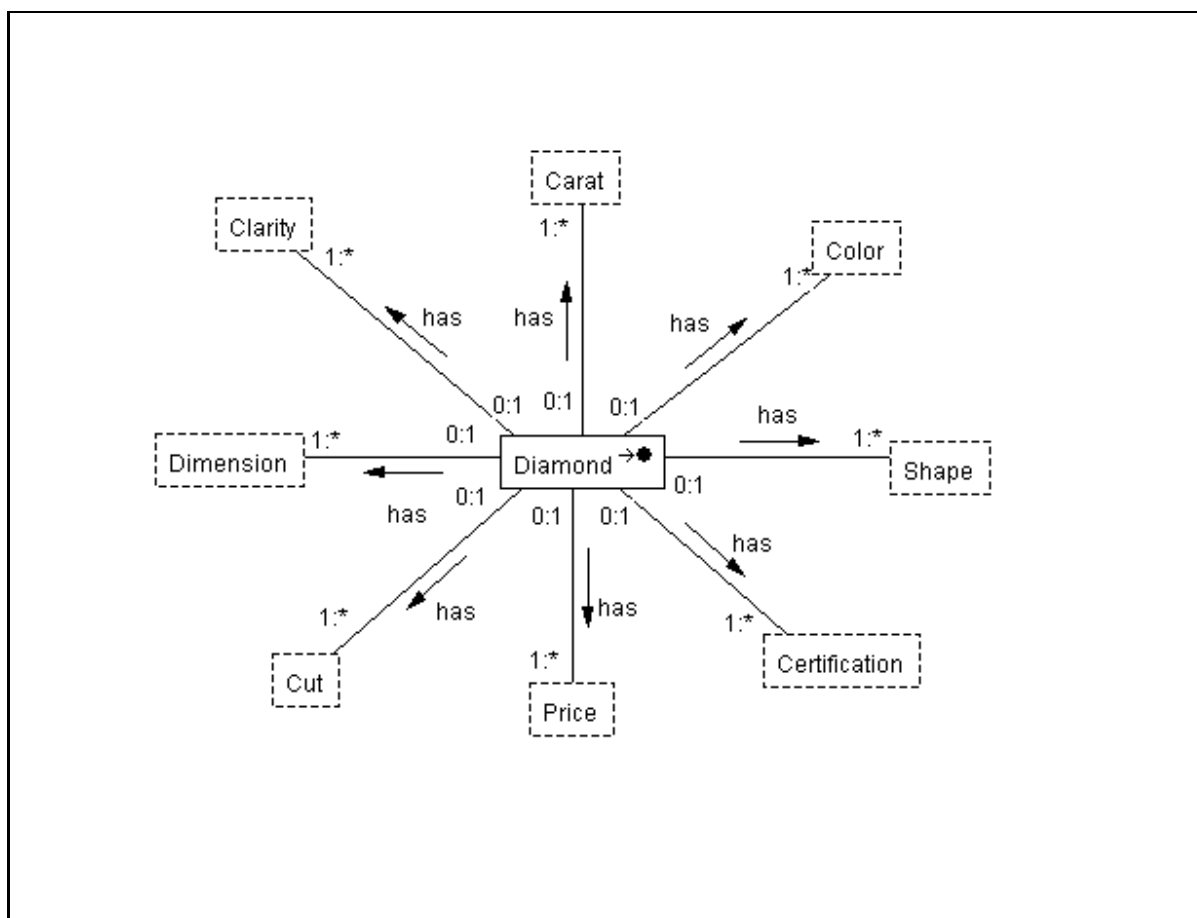 Carat
Clarity
1:*
Color
1:*
1:*
has
has
has
0:1
0:1
0:1
has
0:1
1:*
1:*
Dimension
Diamond
Shape
0:1
0:1
0:1
0:1
has
has
has
has
1:*
1:*
1:*
Certification
Cut
Price